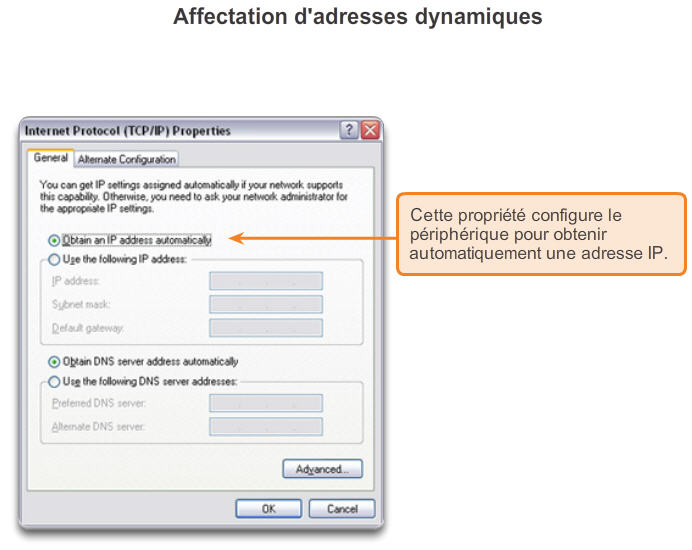 Affectation d'adresses dynamiques
Internet Protocol (TCP/IP) Properties
General
Alternate Configuration
You can get IP settings assigned automatically if your network supports
this capability. Otherwise, you need to ask your network administrator for
the appropriate IP settings.
Obtain an IP address automatically
Use the following IP address:
IP address:
Subnet mask:
Default gateway:
Obtain DNS server address automatically
Use the following DNS server addresses:
Preferred DNS server:
Alternate DNS server:
Advanced...
OK
Cancel
Cette propriété configure le
périphérique pour obtenir
automatiquement une adresse IP.